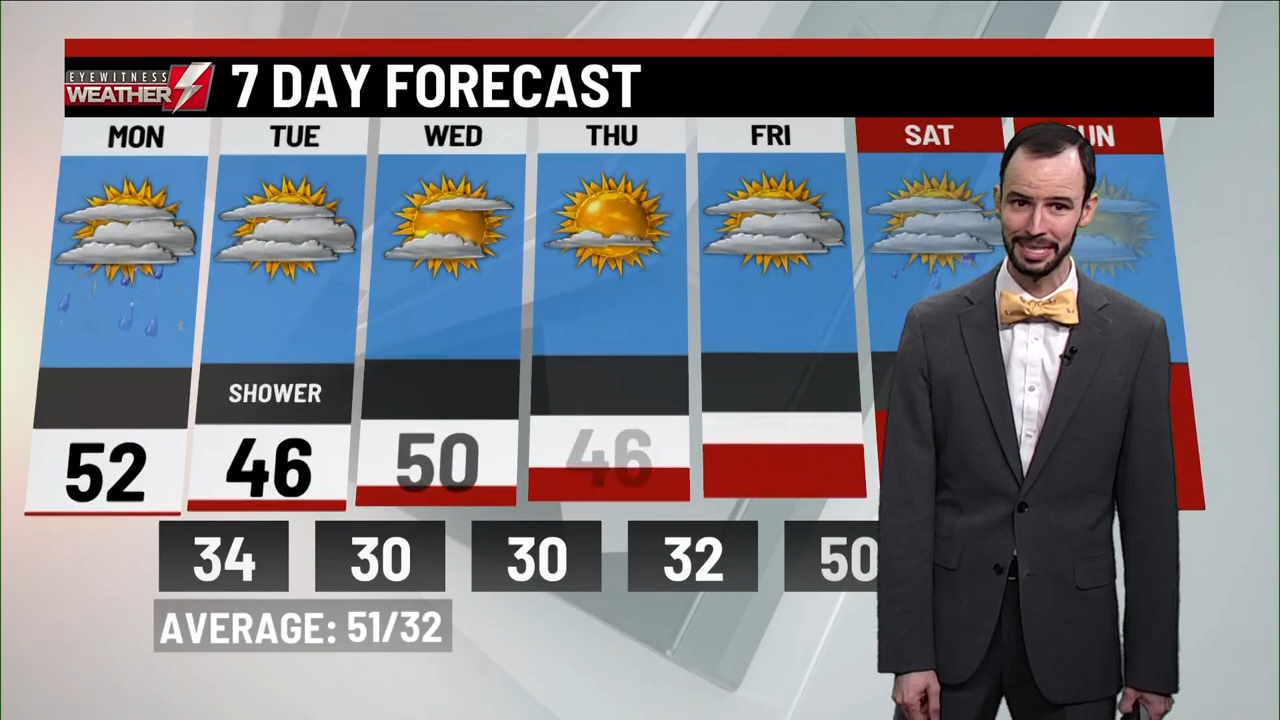 EYEWITNESS
WEATHER
7 DAY FORECAST
MON TUE WED THU FRI SAT UN
SHOWER
52 46 50 46
34 30 30 32 50
AVERAGE: 51/32